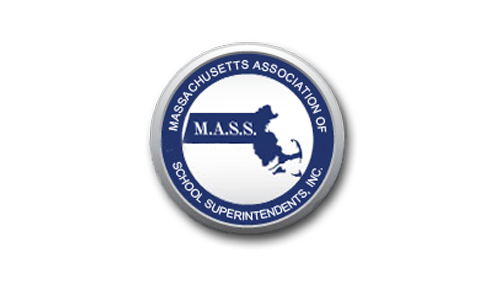 MASSACHUSETTS ASSOCIATION OF
M.A.S.S.
SCHOOL SUPERINTENDENTS, INC.